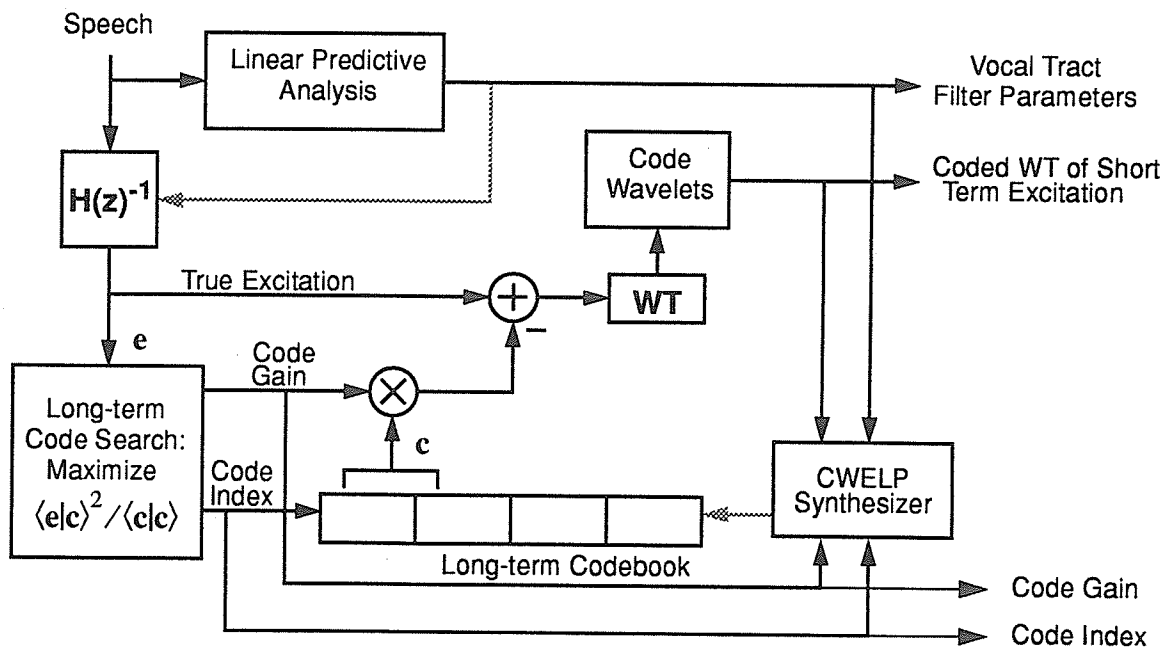 Speech
Linear Predictive
Analysis
Vocal Tract
Filter Parameters
Code
Wavelets
Coded WT of Short
Term Excitation
H(z)⁻¹
True Excitation
+
WT
−
e
Code
Gain
×
Long-term
Code Search:
Maximize
⟨e|c⟩²/⟨c|c⟩
c
Code
Index
CWELP
Synthesizer
Long-term Codebook
Code Gain
Code Index